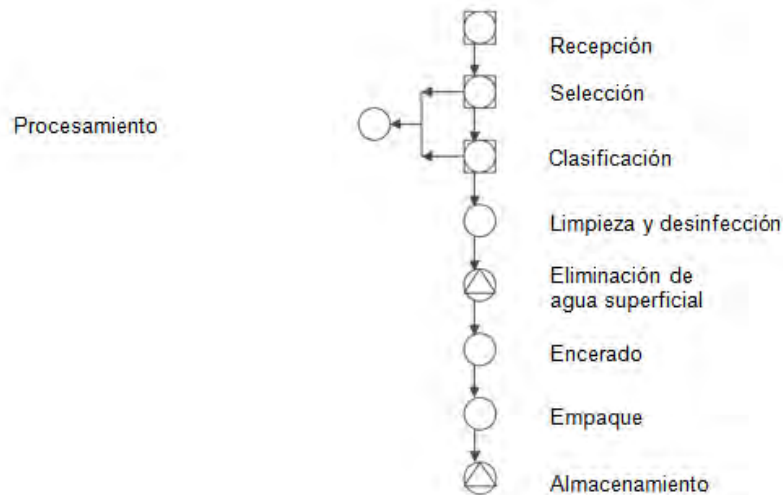 Recepción
Selección
Procesamiento
Clasificación
Limpieza y desinfección
Eliminación de
agua superficial
Encerado
Empaque
Almacenamiento